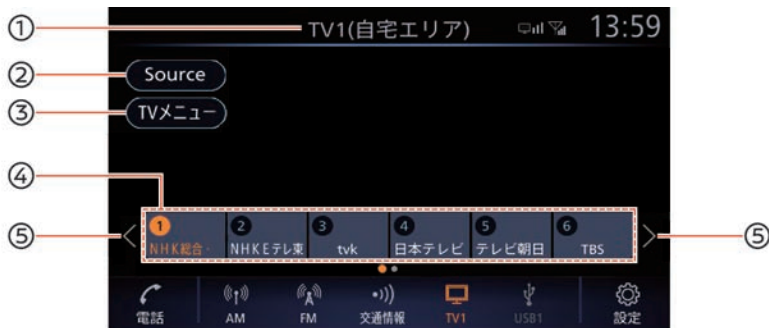 ① TV1(自宅エリア) 13:59
② Source
③ TVメニュー
④
⑤ ⑤
1 2 3 4 5 6
NHK総合・ NHKEテレ東 tvk 日本テレビ テレビ朝日 TBS
電話 AM FM 交通情報 TV1 USB1 設定